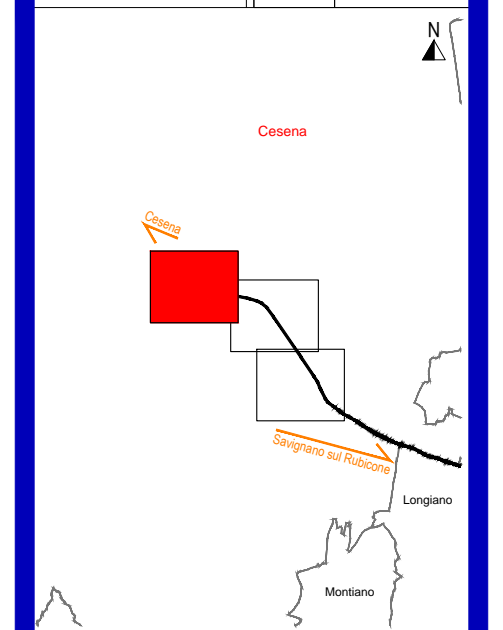 N
Cesena
Cesena
Savignano sul Rubicone
Longiano
Montiano